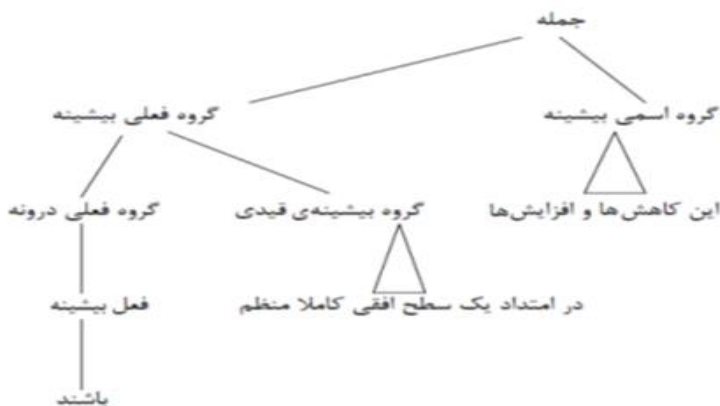 جمله
گروه اسمی بیشینه
گروه فعلی بیشینه
این کاهش‌ها و افزایش‌ها
گروه بیشینه‌ی قیدی
گروه فعلی درونه
در امتداد یک سطح افقی کاملا منظم
فعل بیشینه
باشند